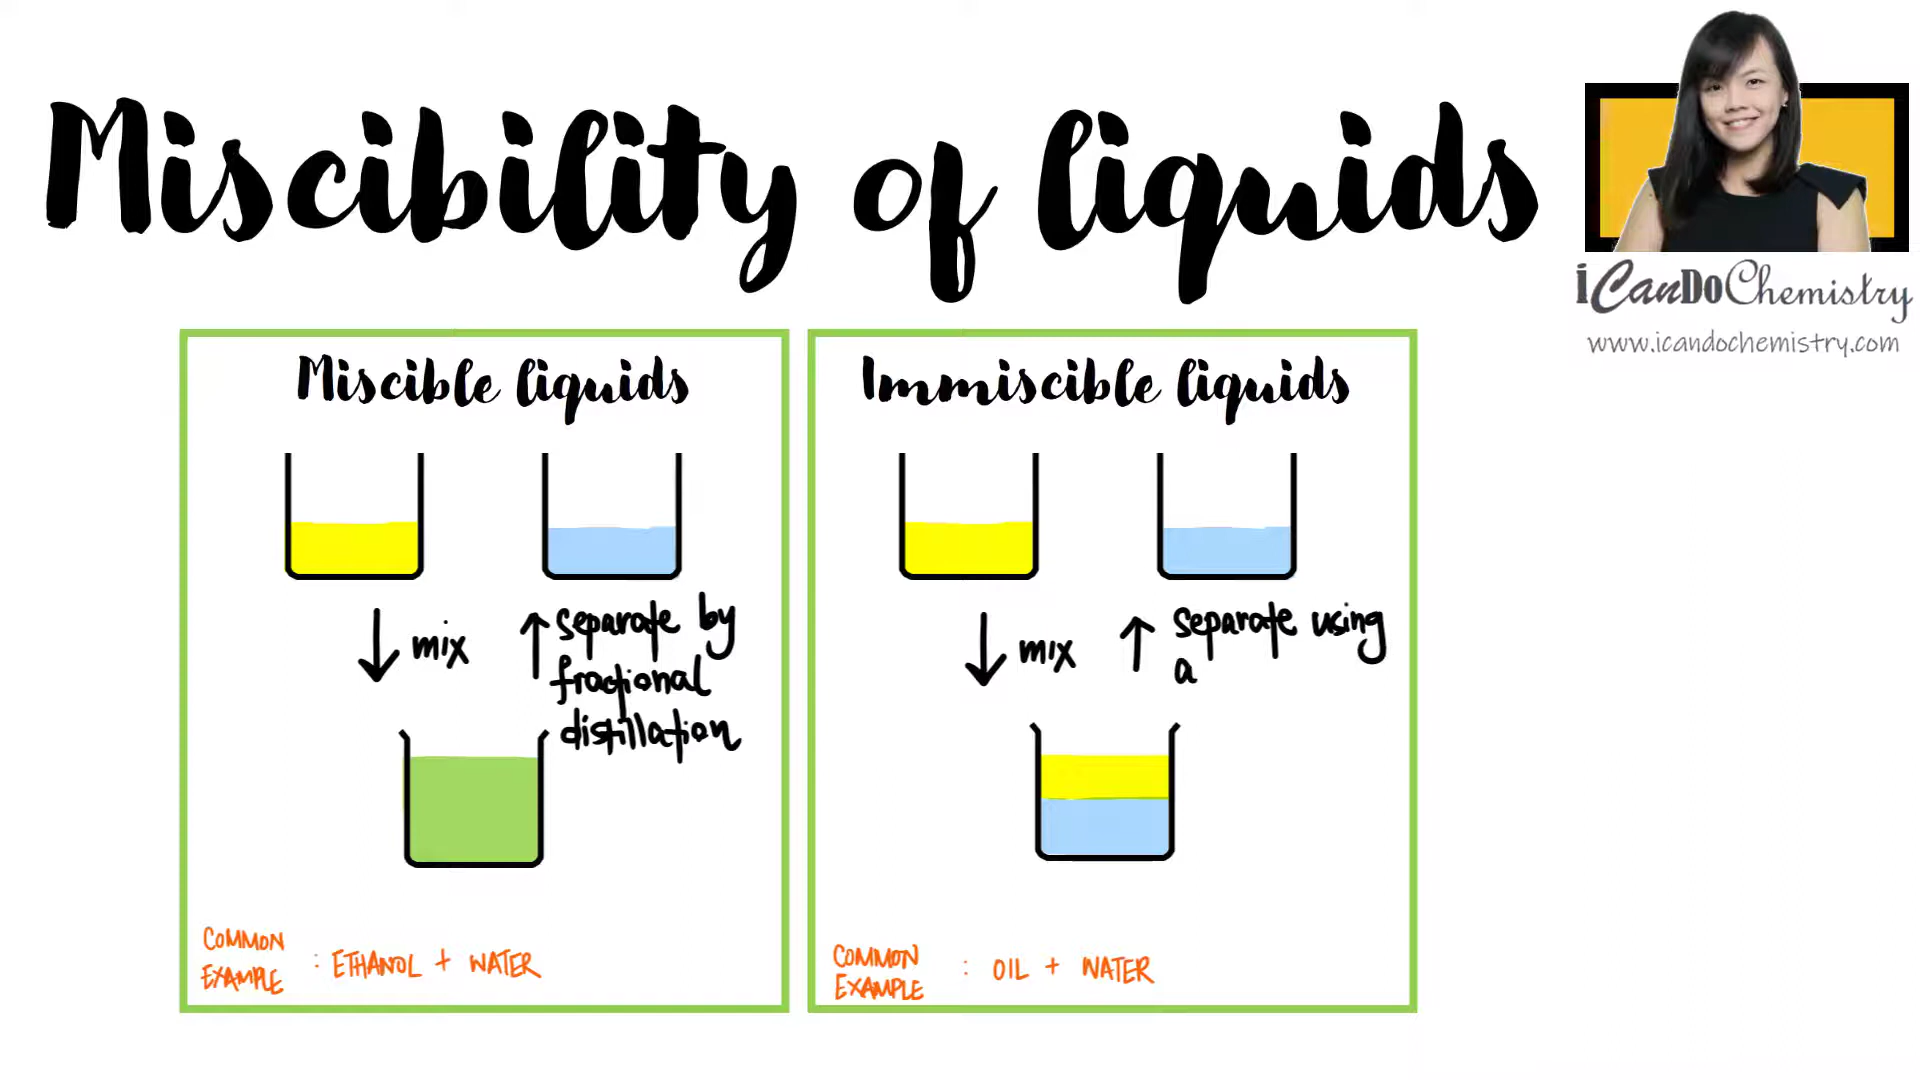 Miscibility of liquids
iCanDoChemistry
www.icandochemistry.com
Miscible liquids
mix
separate by
fractional
distillation
COMMON
EXAMPLE
: ETHANOL + WATER
Immiscible liquids
mix
separate using
a
COMMON
EXAMPLE
: OIL + WATER